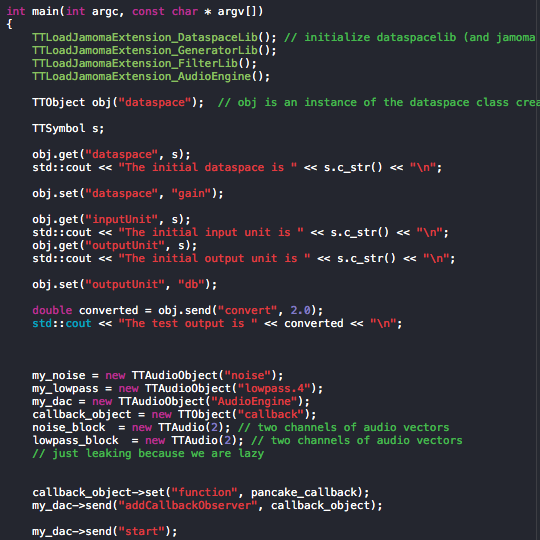 int main(int argc, const char * argv[])
{
TTLoadJamomaExtension_DataspaceLib(); // initialize dataspacelib (and jamoma
TTLoadJamomaExtension_GeneratorLib();
TTLoadJamomaExtension_FilterLib();
TTLoadJamomaExtension_AudioEngine();
TTObject obj("dataspace");  // obj is an instance of the dataspace class crea
TTSymbol s;
obj.get("dataspace", s);
std::cout << "The initial dataspace is " << s.c_str() << "\n";
obj.set("dataspace", "gain");
obj.get("inputUnit", s);
std::cout << "The initial input unit is " << s.c_str() << "\n";
obj.get("outputUnit", s);
std::cout << "The initial output unit is " << s.c_str() << "\n";
obj.set("outputUnit", "db");
double converted = obj.send("convert", 2.0);
std::cout << "The test output is " << converted << "\n";
my_noise = new TTAudioObject("noise");
my_lowpass = new TTAudioObject("lowpass.4");
my_dac = new TTAudioObject("AudioEngine");
callback_object = new TTObject("callback");
noise_block  = new TTAudio(2); // two channels of audio vectors
lowpass_block  = new TTAudio(2); // two channels of audio vectors
// just leaking because we are lazy
callback_object->set("function", pancake_callback);
my_dac->send("addCallbackObserver", callback_object);
my_dac->send("start");